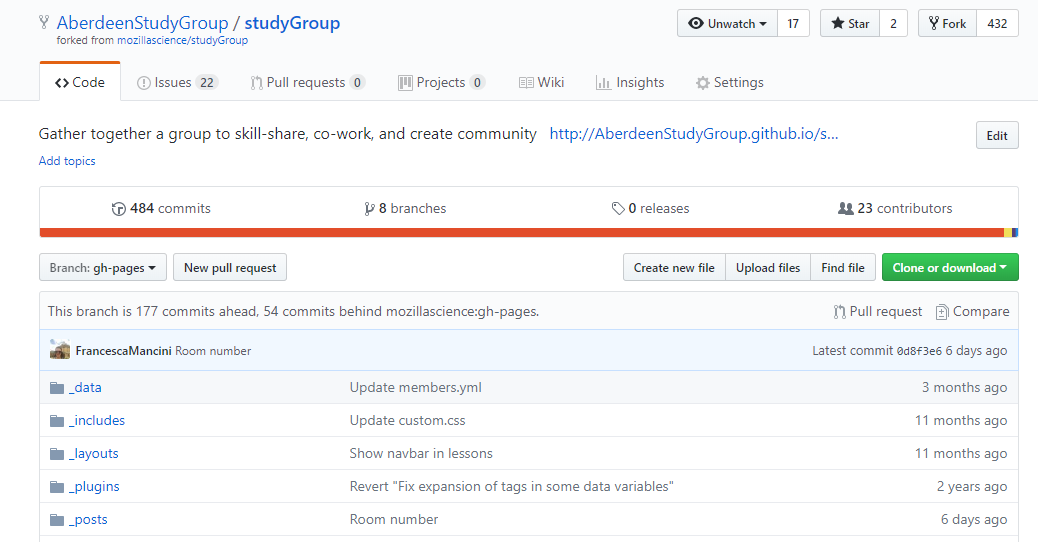 AberdeenStudyGroup / studyGroup Unwatch 17 Star 2 Fork 432
forked from mozillascience/studyGroup
Code Issues 22 Pull requests 0 Projects 0 Wiki Insights Settings
Gather together a group to skill-share, co-work, and create community http://AberdeenStudyGroup.github.io/s... Edit
Add topics
484 commits 8 branches 0 releases 23 contributors
Branch: gh-pages New pull request Create new file Upload files Find file Clone or download
This branch is 177 commits ahead, 54 commits behind mozillascience:gh-pages. Pull request Compare
FrancescaMancini Room number Latest commit 0d8f3e6 6 days ago
_data Update members.yml 3 months ago
_includes Update custom.css 11 months ago
_layouts Show navbar in lessons 11 months ago
_plugins Revert "Fix expansion of tags in some data variables" 2 years ago
_posts Room number 6 days ago